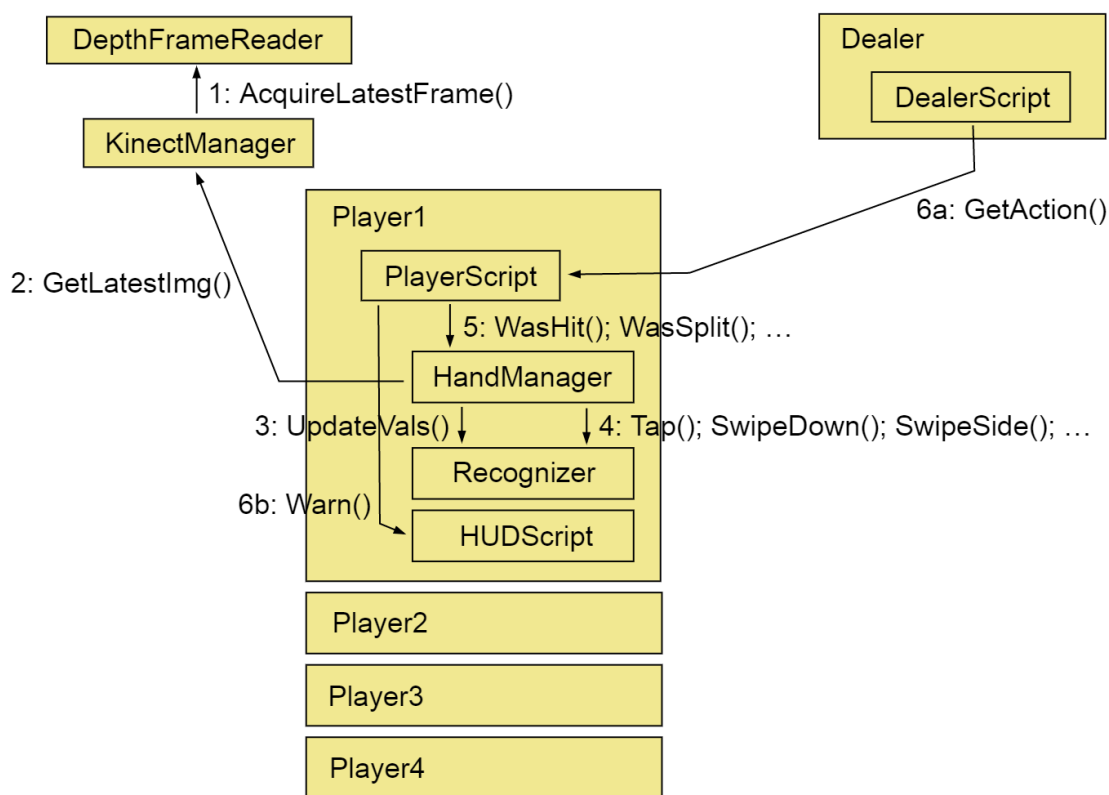 DepthFrameReader
1: AcquireLatestFrame()
KinectManager
Dealer
DealerScript
6a: GetAction()
2: GetLatestImg()
Player1
PlayerScript
5: WasHit(); WasSplit(); …
HandManager
3: UpdateVals()
4: Tap(); SwipeDown(); SwipeSide(); …
Recognizer
6b: Warn()
HUDScript
Player2
Player3
Player4